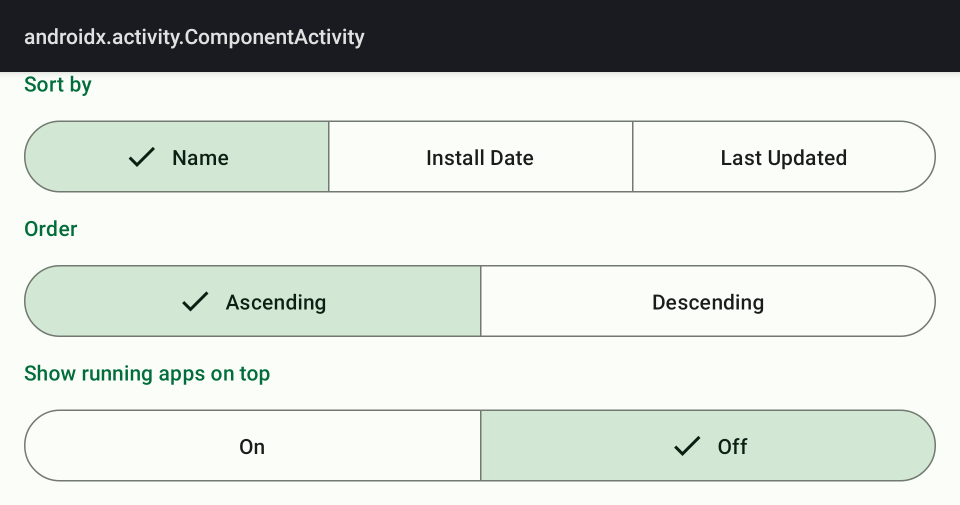 androidx.activity.ComponentActivity
Sort by
Name Install Date Last Updated
Order
Ascending Descending
Show running apps on top
On Off